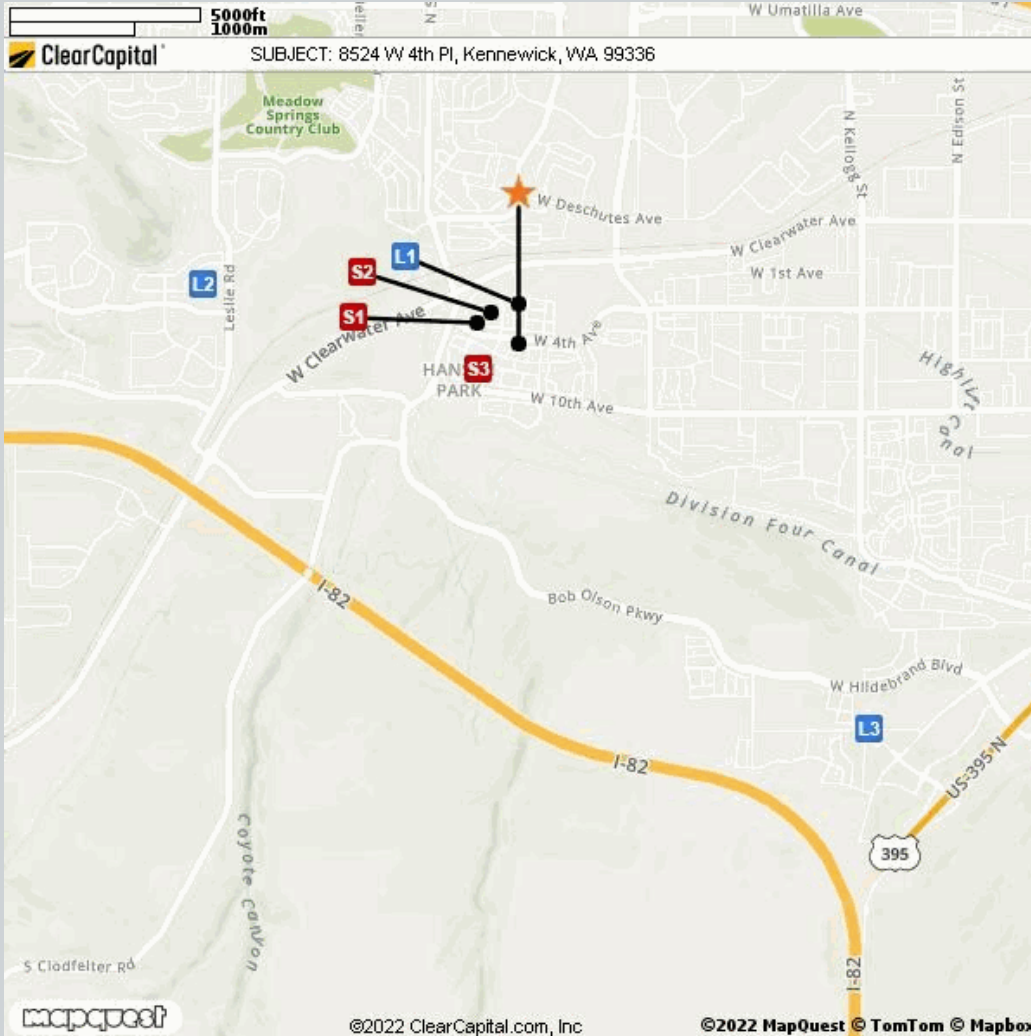 5000ft
1000m
W Umatilla Ave
ClearCapital
SUBJECT: 8524 W 4th Pl, Kennewick, WA 99336
Meadow
Springs
Country Club
N Kellogg St
N Edison St
W Deschutes Ave
L1
S2
W Clearwater Ave
W 1st Ave
L2
Leslie Rd
S1
W Clearwater Ave
W 4th Ave
S3
PARK
W 10th Ave
Highlift Canal
Division Four Canal
I-82
Bob Olson Pkwy
W Hildebrand Blvd
L3
I-82
US-395 N
395
Coyote Canyon
S Clodfelter Rd
I-82
mapquest
©2022 ClearCapital.com, Inc
©2022 MapQuest © TomTom © Mapbox